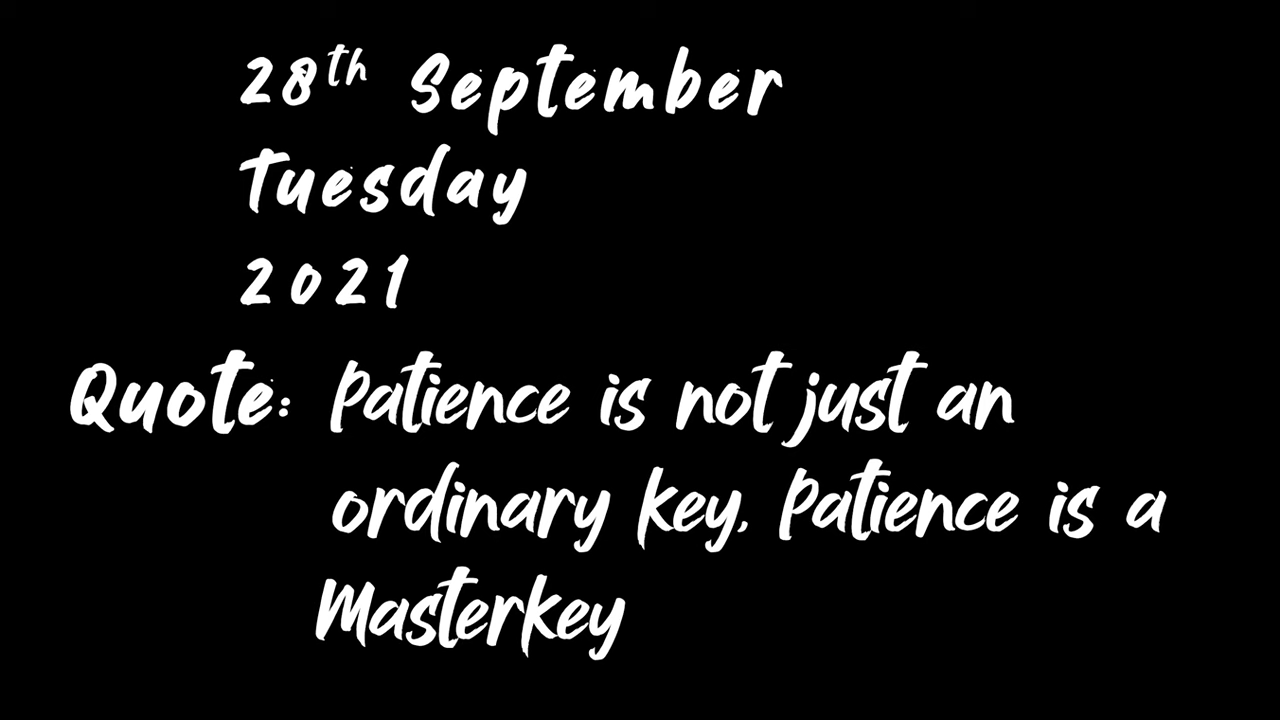 28th September
Tuesday
2021
Quote: Patience is not just an
ordinary key, Patience is a
Masterkey